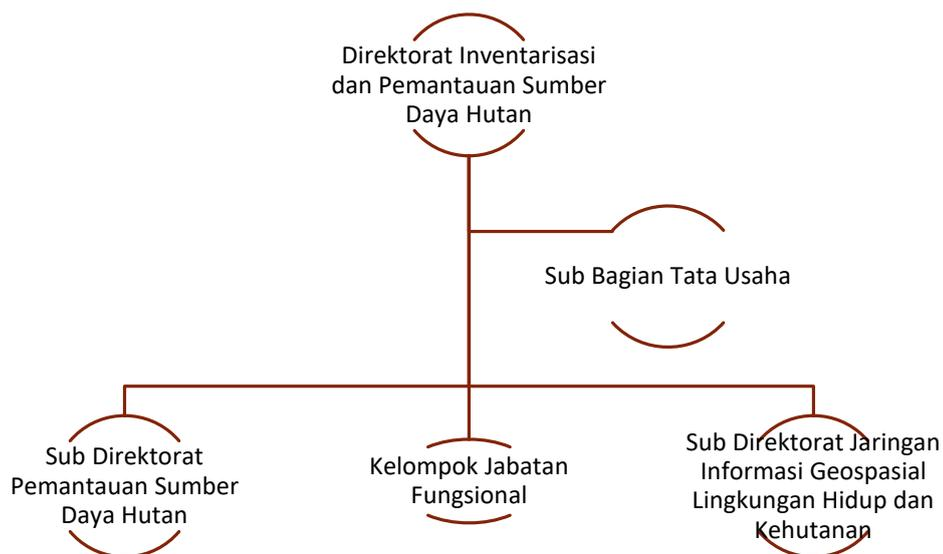 Direktorat Inventarisasi
dan Pemantauan Sumber
Daya Hutan
Sub Bagian Tata Usaha
Sub Direktorat
Pemantauan Sumber
Daya Hutan
Kelompok Jabatan
Fungsional
Sub Direktorat Jaringan
Informasi Geospasial
Lingkungan Hidup dan
Kehutanan